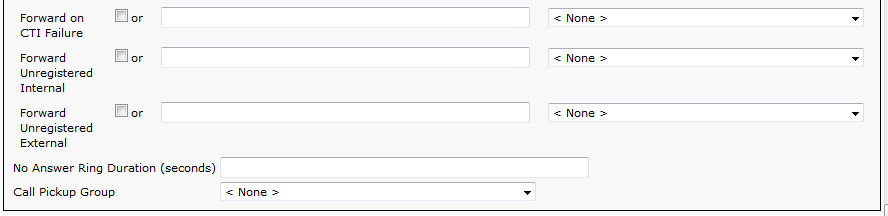 Forward on or < None >
CTI Failure
Forward or < None >
Unregistered
Internal
Forward or < None >
Unregistered
External
No Answer Ring Duration (seconds)
Call Pickup Group < None >